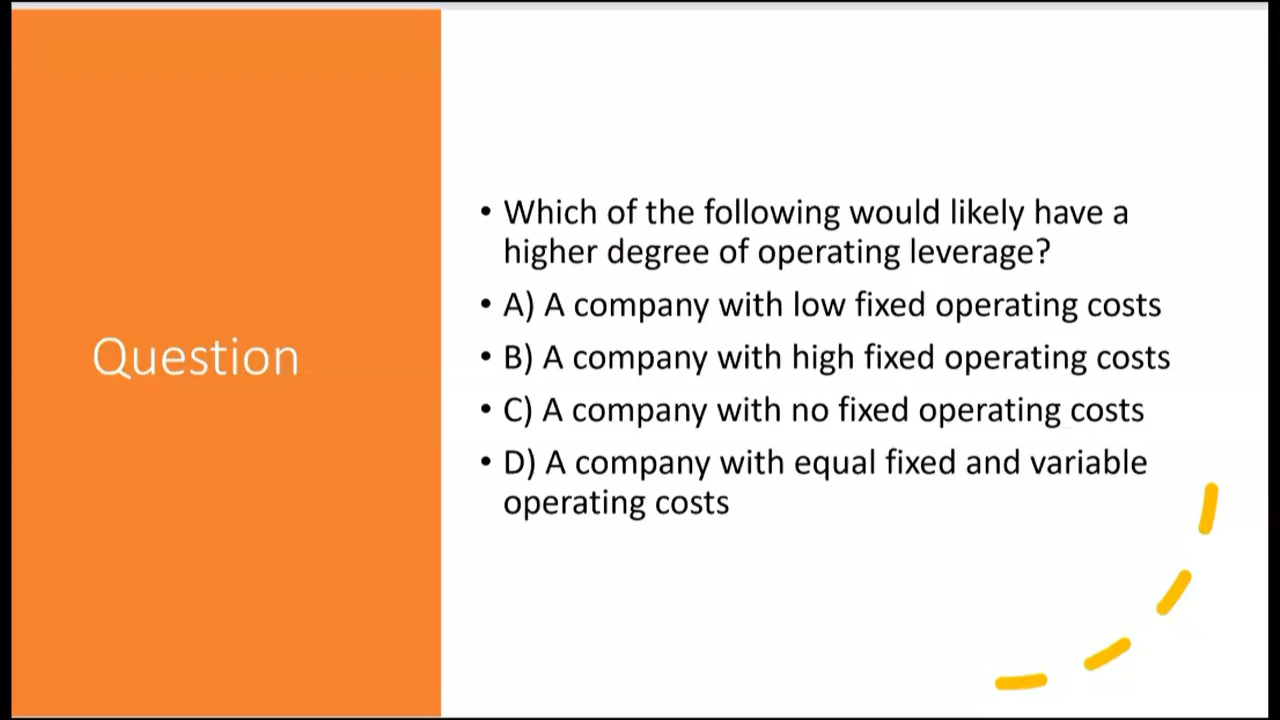 Question
• Which of the following would likely have a
higher degree of operating leverage?
• A) A company with low fixed operating costs
• B) A company with high fixed operating costs
• C) A company with no fixed operating costs
• D) A company with equal fixed and variable
operating costs